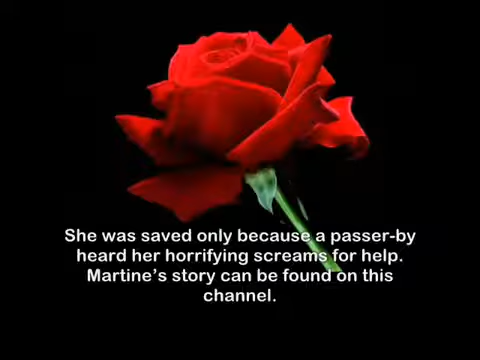 She was saved only because a passer-by
heard her horrifying screams for help.
Martine’s story can be found on this
channel.